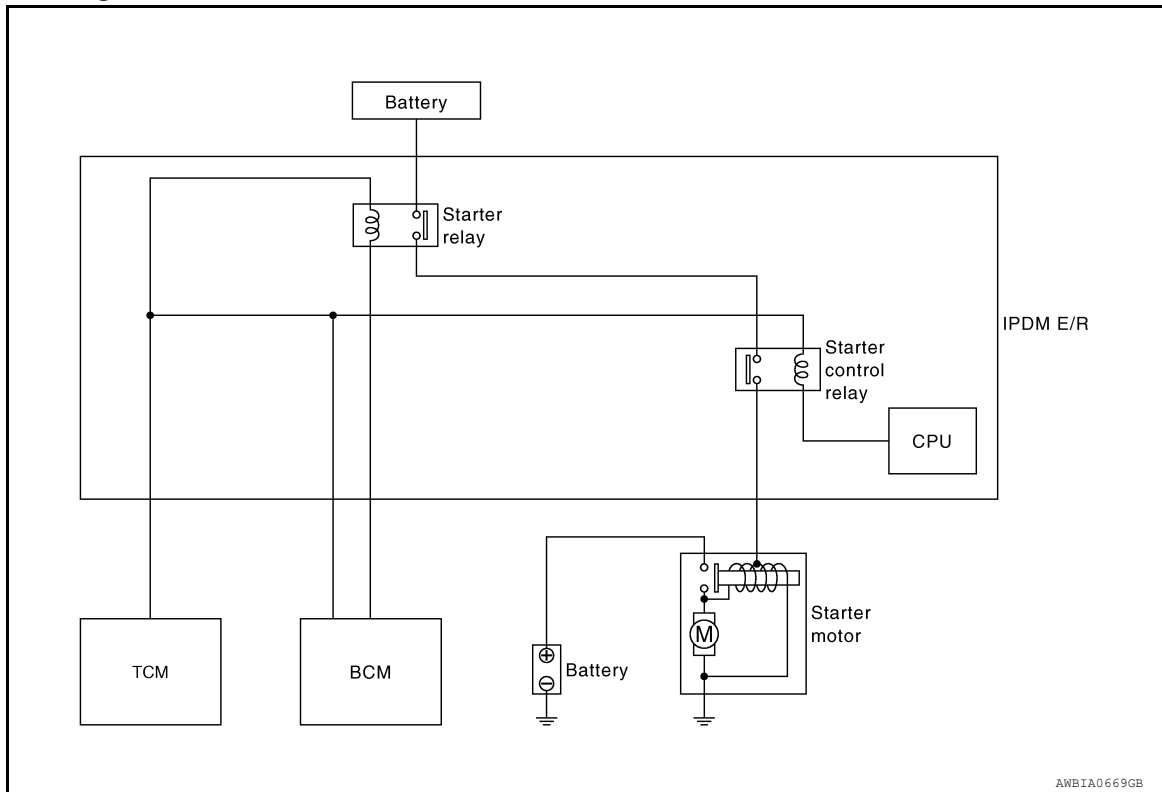 Battery
Starter
relay
IPDM E/R
Starter
control
relay
CPU
TCM
BCM
+
−
Battery
M
Starter
motor
AWBIA0669GB